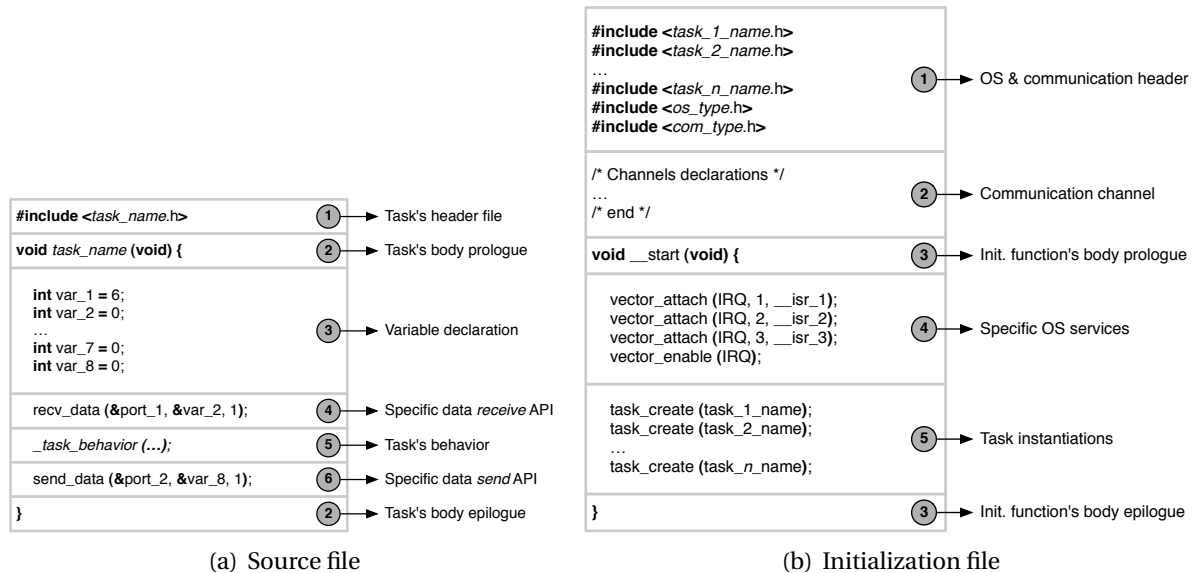 #include <task_name.h>
1
Task's header file
void task_name (void) {
2
Task's body prologue
int var_1 = 6;
int var_2 = 0;
…
int var_7 = 0;
int var_8 = 0;
3
Variable declaration
recv_data (&port_1, &var_2, 1);
4
Specific data receive API
_task_behavior (...);
5
Task's behavior
send_data (&port_2, &var_8, 1);
6
Specific data send API
}
2
Task's body epilogue
(a) Source file
#include <task_1_name.h>
#include <task_2_name.h>
…
#include <task_n_name.h>
#include <os_type.h>
#include <com_type.h>
1
OS & communication header
/* Channels declarations */
…
/* end */
2
Communication channel
void __start (void) {
3
Init. function's body prologue
vector_attach (IRQ, 1, __isr_1);
vector_attach (IRQ, 2, __isr_2);
vector_attach (IRQ, 3, __isr_3);
vector_enable (IRQ);
4
Specific OS services
task_create (task_1_name);
task_create (task_2_name);
…
task_create (task_n_name);
5
Task instantiations
}
3
Init. function's body epilogue
(b) Initialization file